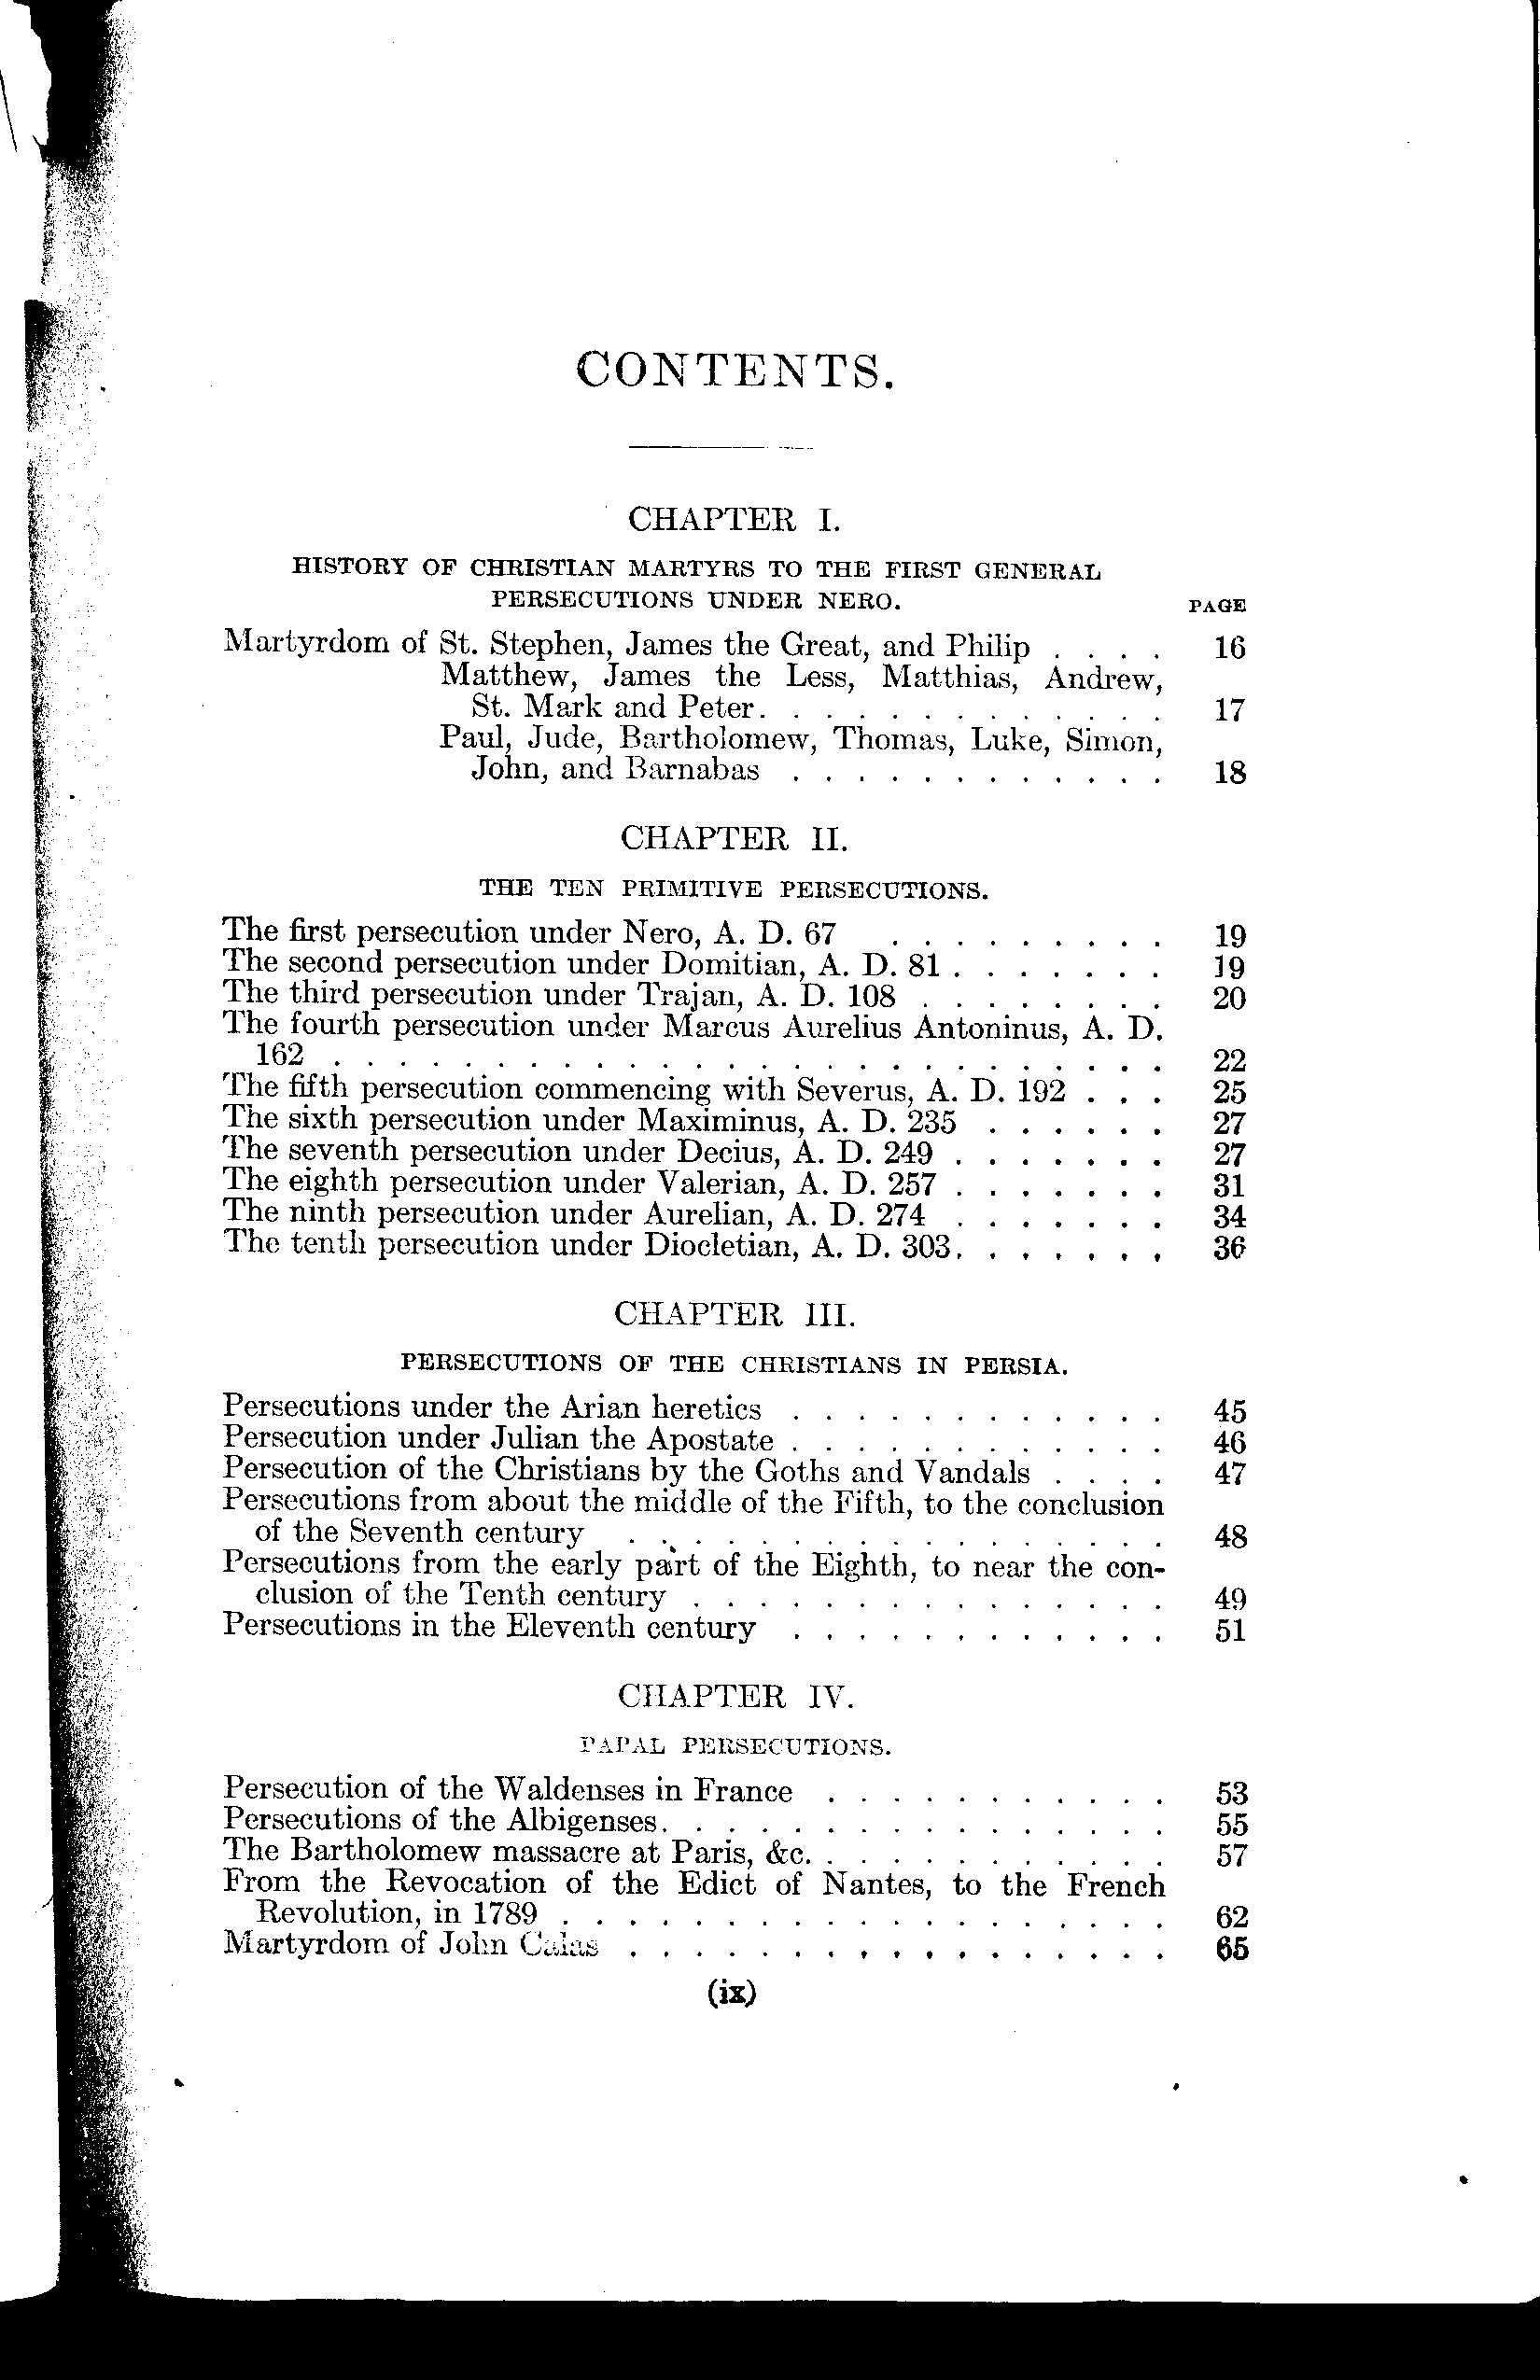 CONTENTS.
CHAPTER I.
HISTORY OF CHRISTIAN MARTYRS TO THE FIRST GENERAL
PERSECUTIONS UNDER NERO.
PAGE
Martyrdom of St. Stephen, James the Great, and Philip . . . . 16
Matthew, James the Less, Matthias, Andrew,
St. Mark and Peter. . . . . . . . . . . . . 17
Paul, Jude, Bartholomew, Thomas, Luke, Simon,
John, and Barnabas . . . . . . . . . . . . 18
CHAPTER II.
THE TEN PRIMITIVE PERSECUTIONS.
The first persecution under Nero, A. D. 67 . . . . . . . . . 19
The second persecution under Domitian, A. D. 81 . . . . . . . 19
The third persecution under Trajan, A. D. 108 . . . . . . . . 20
The fourth persecution under Marcus Aurelius Antoninus, A. D.
162 . . . . . . . . . . . . . . . . . . . . . . . . . . 22
The fifth persecution commencing with Severus, A. D. 192 . . . 25
The sixth persecution under Maximinus, A. D. 235 . . . . . . 27
The seventh persecution under Decius, A. D. 249 . . . . . . . 27
The eighth persecution under Valerian, A. D. 257 . . . . . . . 31
The ninth persecution under Aurelian, A. D. 274 . . . . . . . 34
The tenth persecution under Diocletian, A. D. 303. . . . . . . 36
CHAPTER III.
PERSECUTIONS OF THE CHRISTIANS IN PERSIA.
Persecutions under the Arian heretics . . . . . . . . . . . . 45
Persecution under Julian the Apostate . . . . . . . . . . . . 46
Persecution of the Christians by the Goths and Vandals . . . . 47
Persecutions from about the middle of the Fifth, to the conclusion
of the Seventh century . . . . . . . . . . . . . . . . . 48
Persecutions from the early part of the Eighth, to near the con-
clusion of the Tenth century . . . . . . . . . . . . . . . 49
Persecutions in the Eleventh century . . . . . . . . . . . . 51
CHAPTER IV.
PAPAL PERSECUTIONS.
Persecution of the Waldenses in France . . . . . . . . . . . 53
Persecutions of the Albigenses. . . . . . . . . . . . . . . . 55
The Bartholomew massacre at Paris, &c. . . . . . . . . . . . 57
From the Revocation of the Edict of Nantes, to the French
Revolution, in 1789 . . . . . . . . . . . . . . . . . . . 62
Martyrdom of John Calas . . . . . . . . . . . . . . . . . 65
(ix)